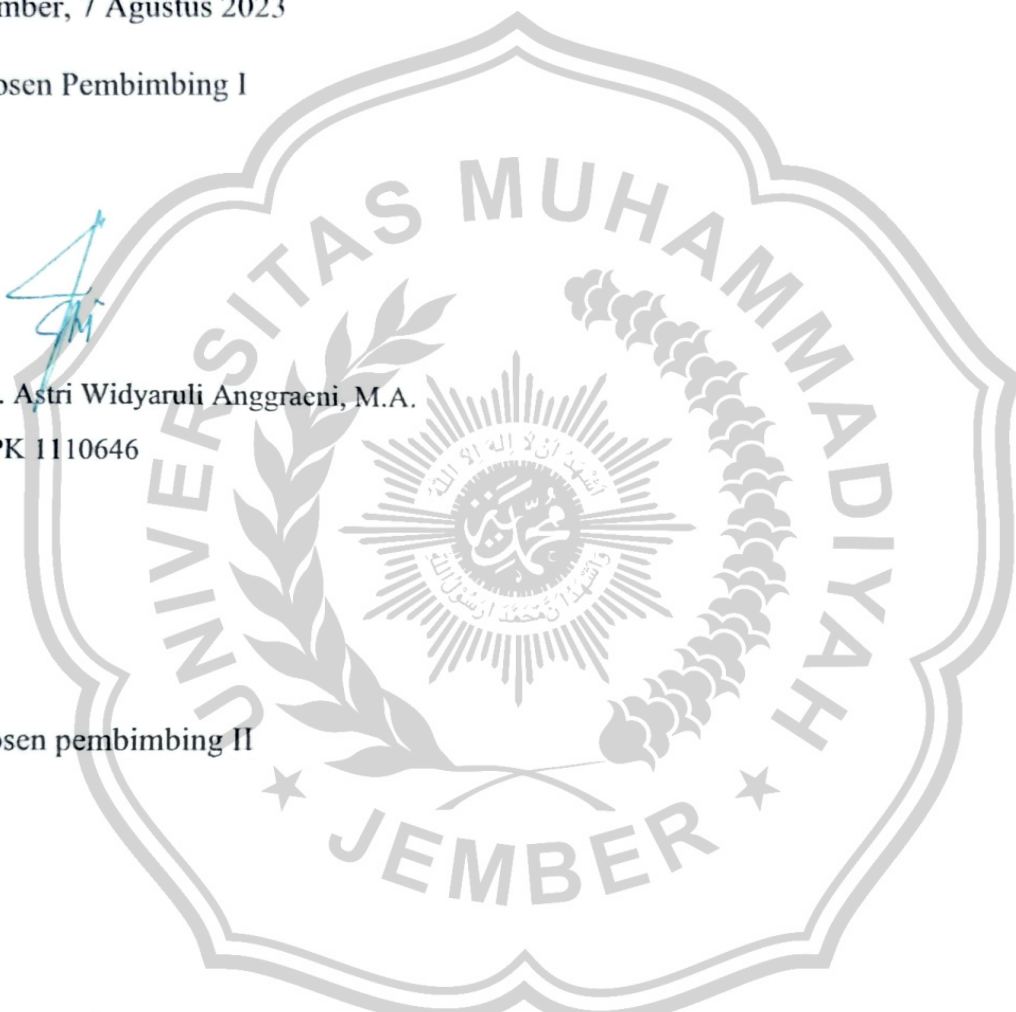 mber, 7 Agustus 2023
osen Pembimbing I
. Astri Widyaruli Anggraeni, M.A.
PK 1110646
osen pembimbing II
UNIVERSITAS MUHAMMADIYAH
JEMBER